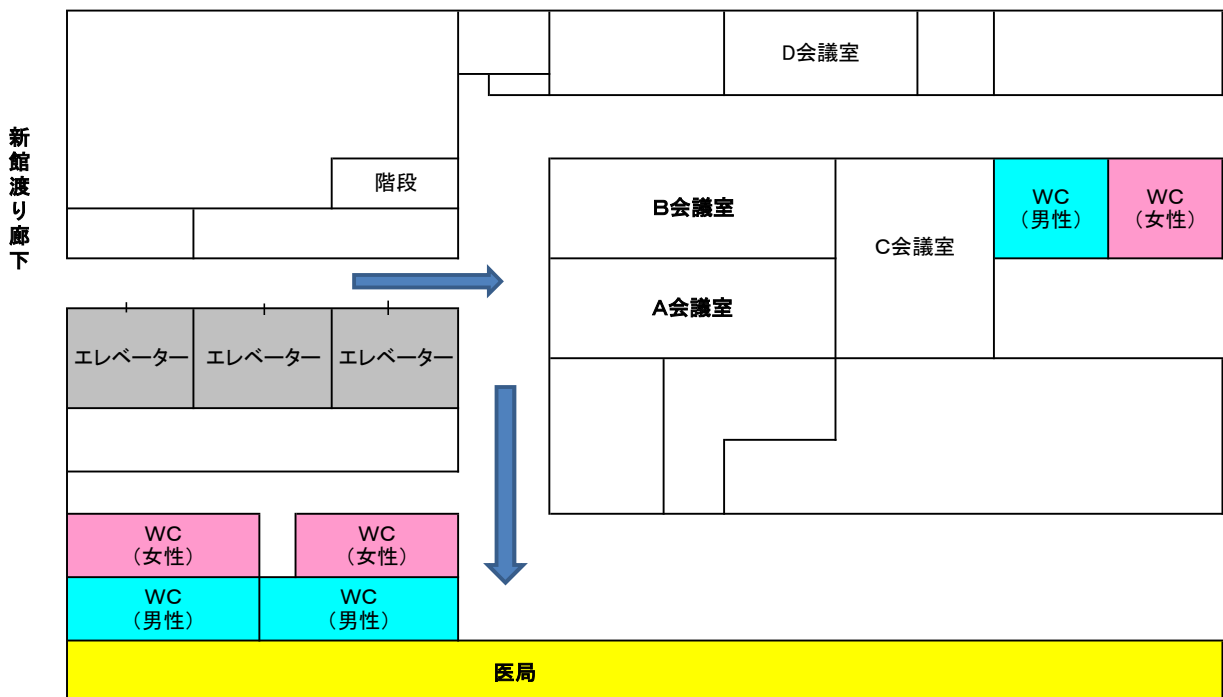 D会議室
新館渡り廊下
階段
B会議室
C会議室
WC
（男性）
WC
（女性）
A会議室
エレベーター
エレベーター
エレベーター
WC
（女性）
WC
（女性）
WC
（男性）
WC
（男性）
医局